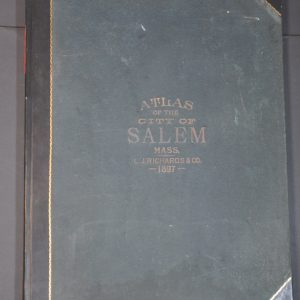 ATLAS
OF THE
CITY OF
SALEM
MASS.
L.J. RICHARDS & CO.
—1897—